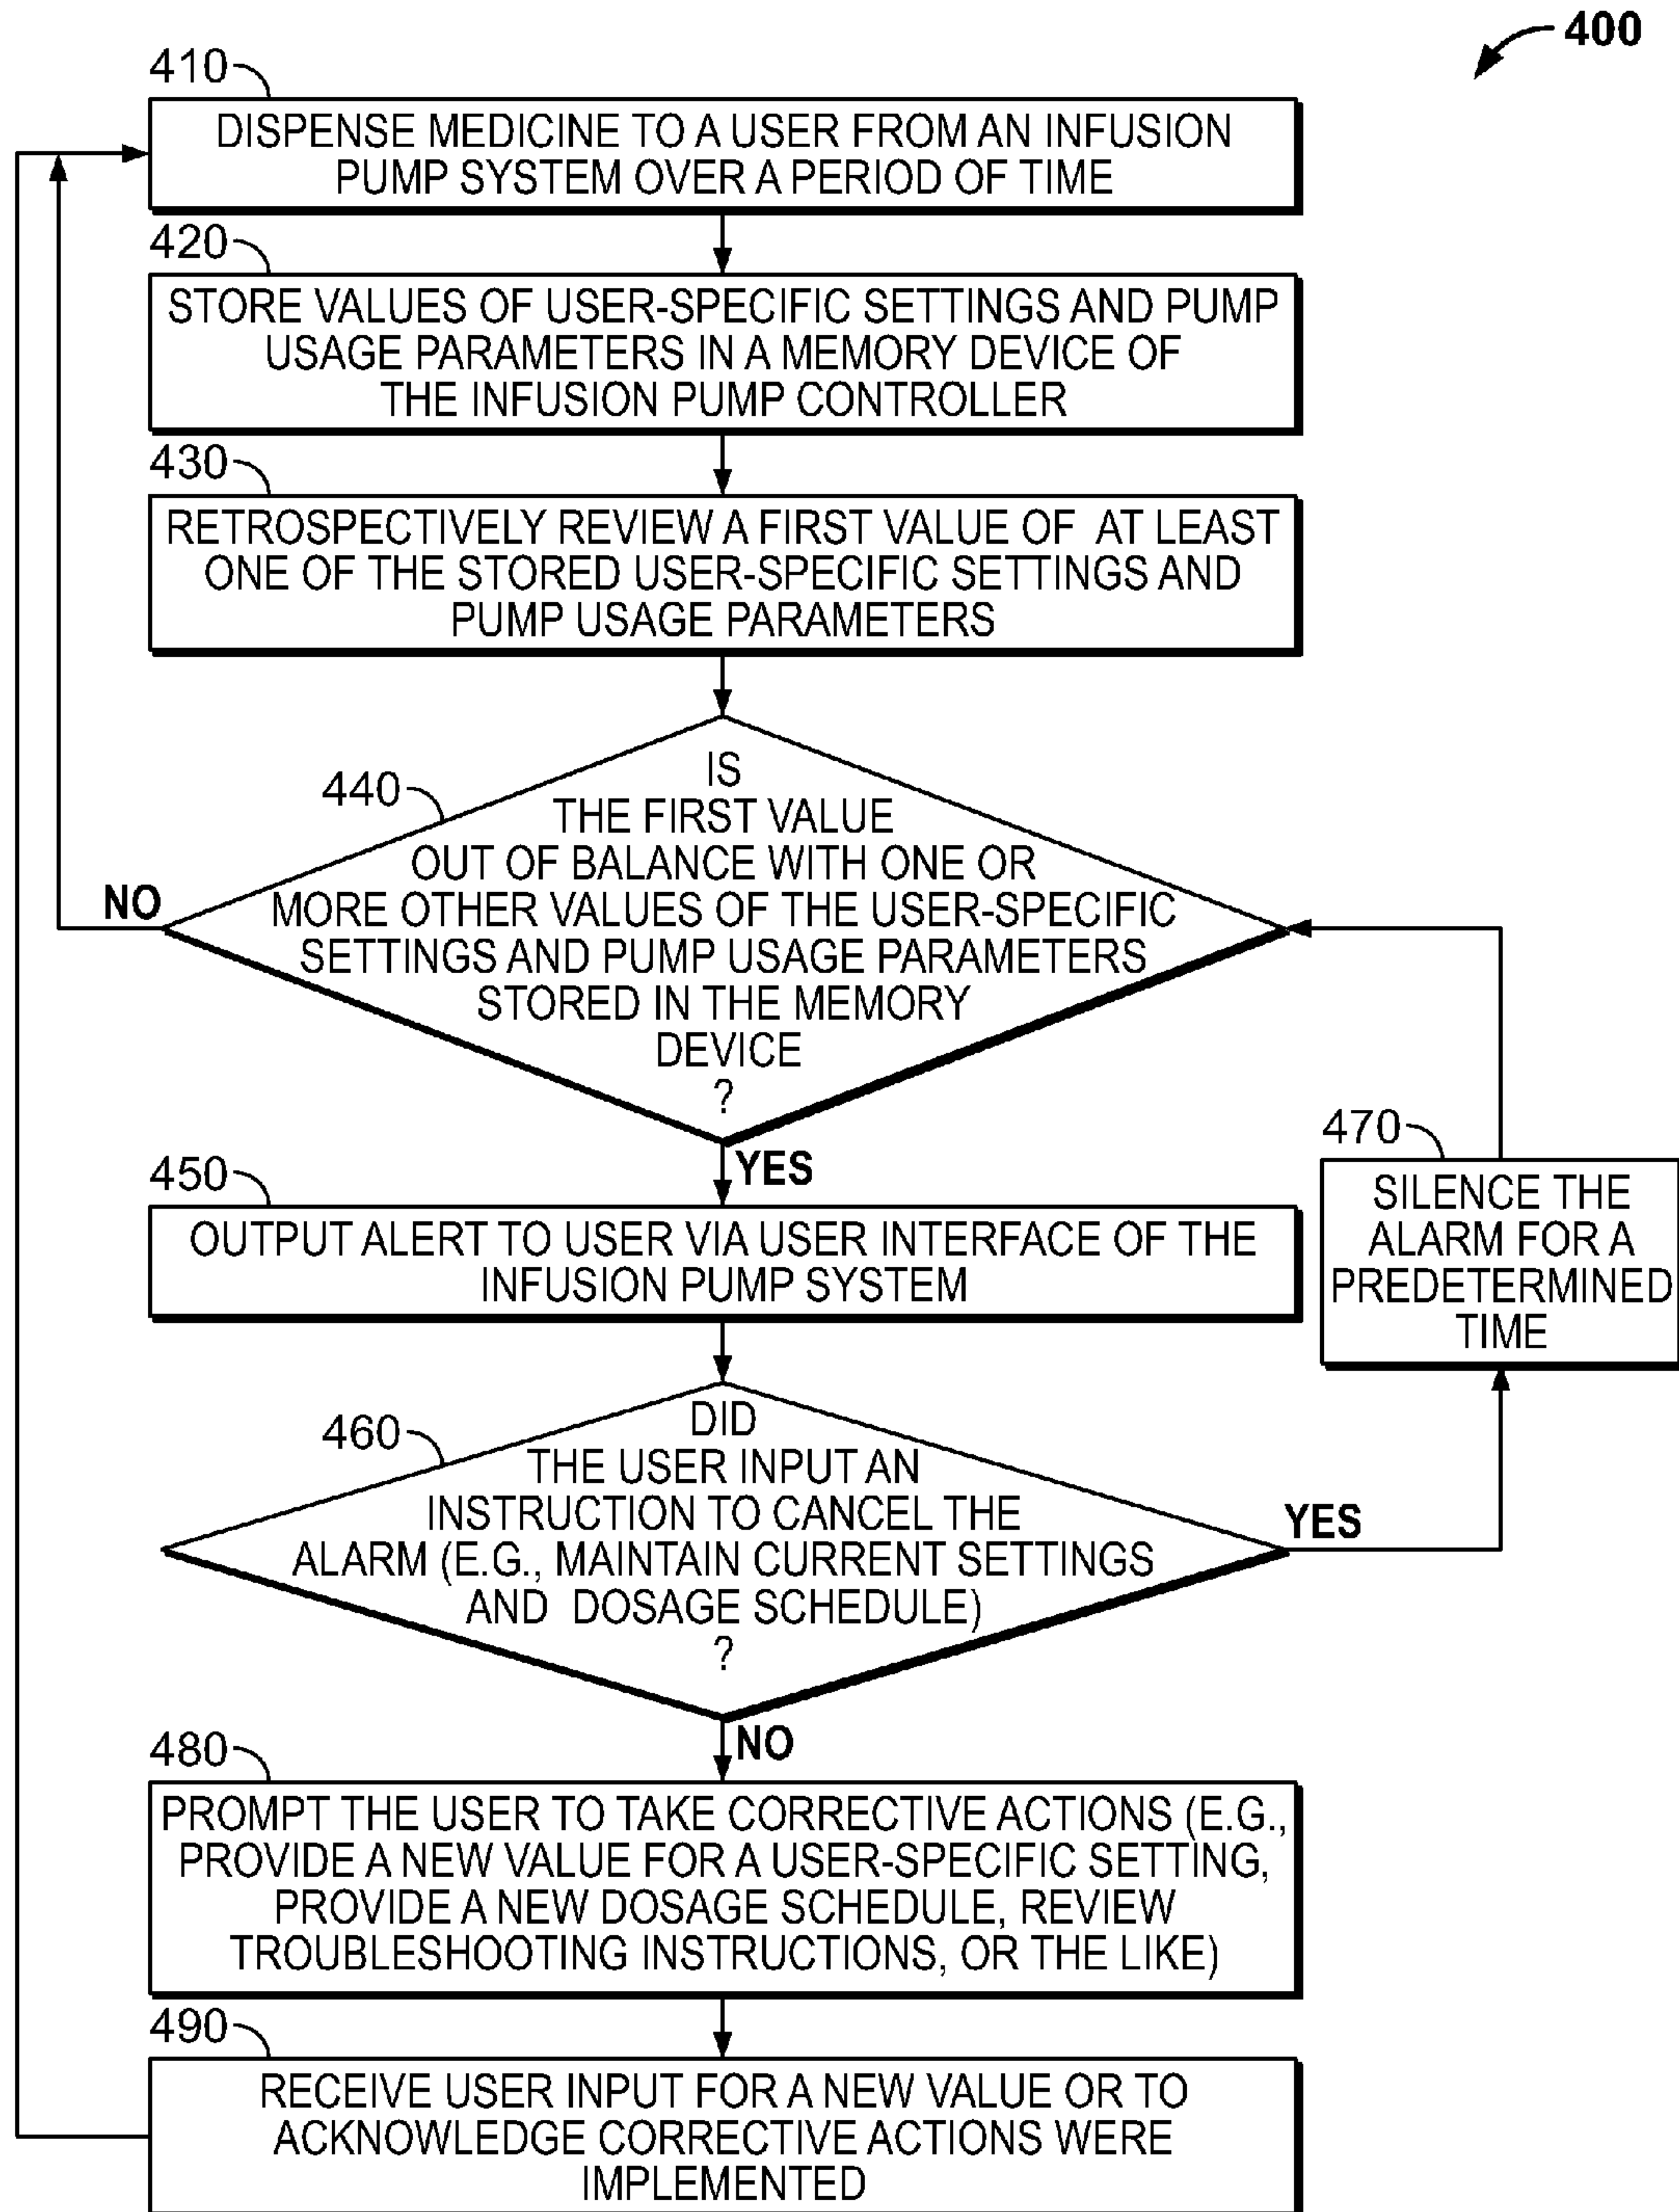 400
410
DISPENSE MEDICINE TO A USER FROM AN INFUSION
PUMP SYSTEM OVER A PERIOD OF TIME
420
STORE VALUES OF USER-SPECIFIC SETTINGS AND PUMP
USAGE PARAMETERS IN A MEMORY DEVICE OF
THE INFUSION PUMP CONTROLLER
430
RETROSPECTIVELY REVIEW A FIRST VALUE OF AT LEAST
ONE OF THE STORED USER-SPECIFIC SETTINGS AND
PUMP USAGE PARAMETERS
440
IS
THE FIRST VALUE
OUT OF BALANCE WITH ONE OR
MORE OTHER VALUES OF THE USER-SPECIFIC
SETTINGS AND PUMP USAGE PARAMETERS
STORED IN THE MEMORY
DEVICE
?
NO
YES
450
OUTPUT ALERT TO USER VIA USER INTERFACE OF THE
INFUSION PUMP SYSTEM
460
DID
THE USER INPUT AN
INSTRUCTION TO CANCEL THE
ALARM (E.G., MAINTAIN CURRENT SETTINGS
AND DOSAGE SCHEDULE)
?
YES
470
SILENCE THE
ALARM FOR A
PREDETERMINED
TIME
NO
480
PROMPT THE USER TO TAKE CORRECTIVE ACTIONS (E.G.,
PROVIDE A NEW VALUE FOR A USER-SPECIFIC SETTING,
PROVIDE A NEW DOSAGE SCHEDULE, REVIEW
TROUBLESHOOTING INSTRUCTIONS, OR THE LIKE)
490
RECEIVE USER INPUT FOR A NEW VALUE OR TO
ACKNOWLEDGE CORRECTIVE ACTIONS WERE
IMPLEMENTED